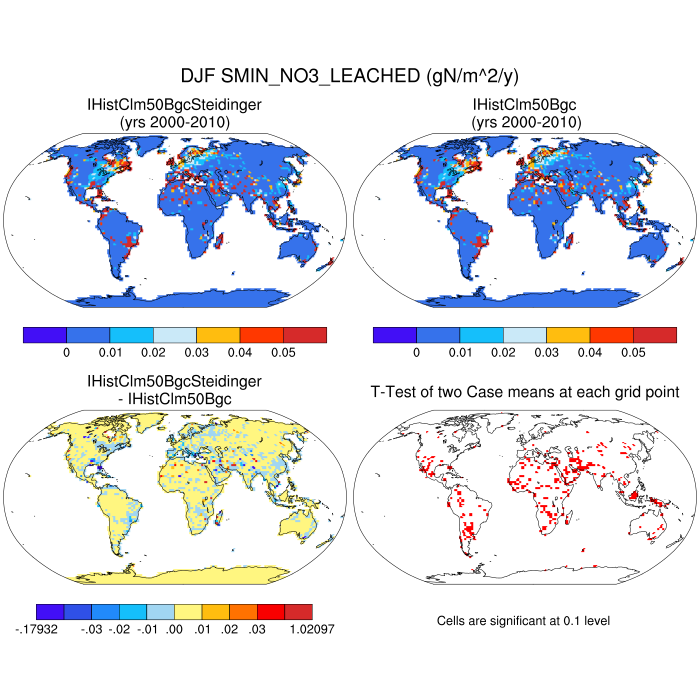 DJF SMIN_NO3_LEACHED (gN/m^2/y)
IHistClm50BgcSteidinger
(yrs 2000-2010)
IHistClm50Bgc
(yrs 2000-2010)
0 0.01 0.02 0.03 0.04 0.05
0 0.01 0.02 0.03 0.04 0.05
IHistClm50BgcSteidinger
- IHistClm50Bgc
T-Test of two Case means at each grid point
-.17932 -.03 -.02 -.01 .00 .01 .02 .03 1.02097
Cells are significant at 0.1 level